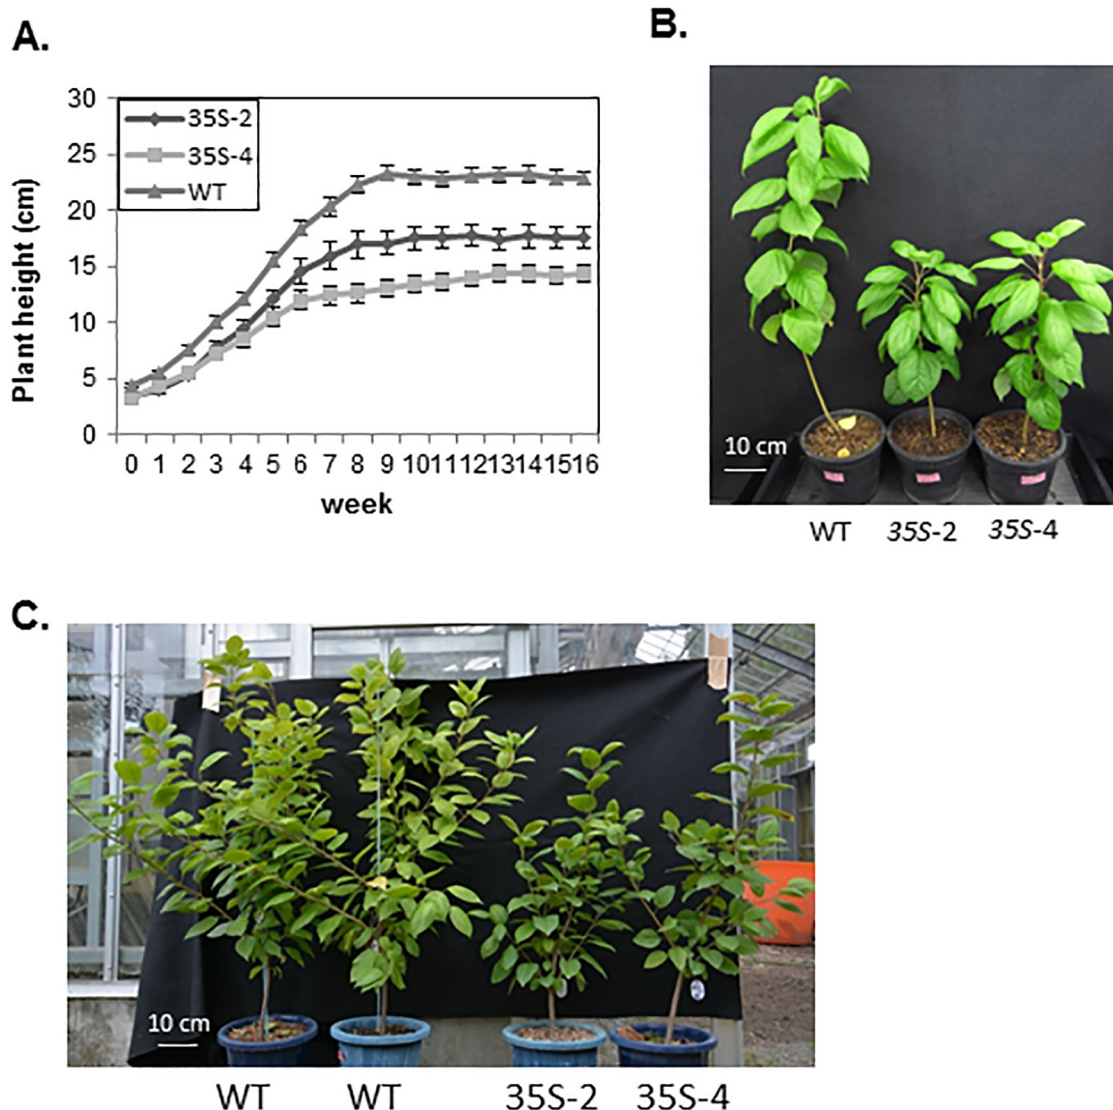 A.
30
25
20
15
10
5
0
35S-2
35S-4
WT
Plant height (cm)
0 1 2 3 4 5 6 7 8 9 10 11 12 13 14 15 16
week
B.
10 cm
WT 35S-2 35S-4
C.
10 cm
WT WT 35S-2 35S-4